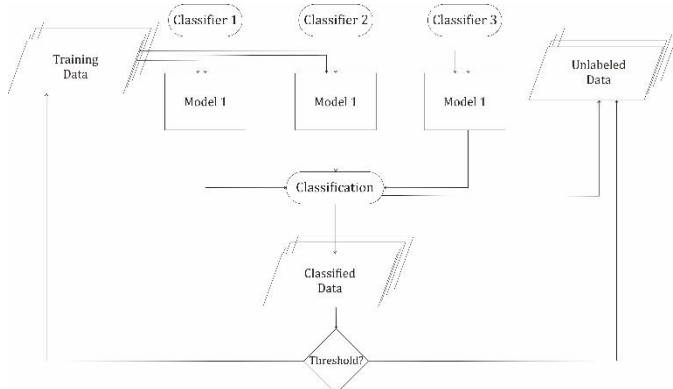 Classifier 1
Classifier 2
Classifier 3
Training
Data
Unlabeled
Data
Model 1
Model 1
Model 1
Classification
Classified
Data
Threshold?